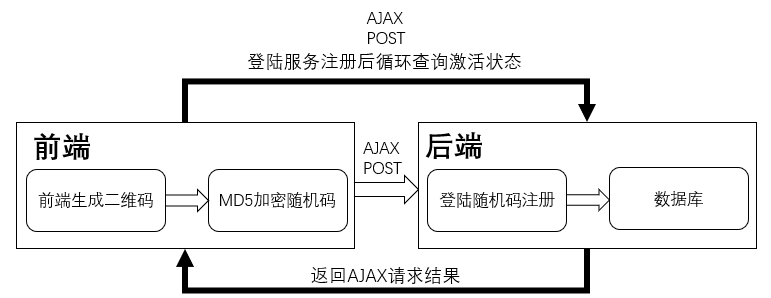 AJAX
POST
登陆服务注册后循环查询激活状态
前端
前端生成二维码
MD5加密随机码
AJAX
POST
后端
登陆随机码注册
数据库
返回AJAX请求结果